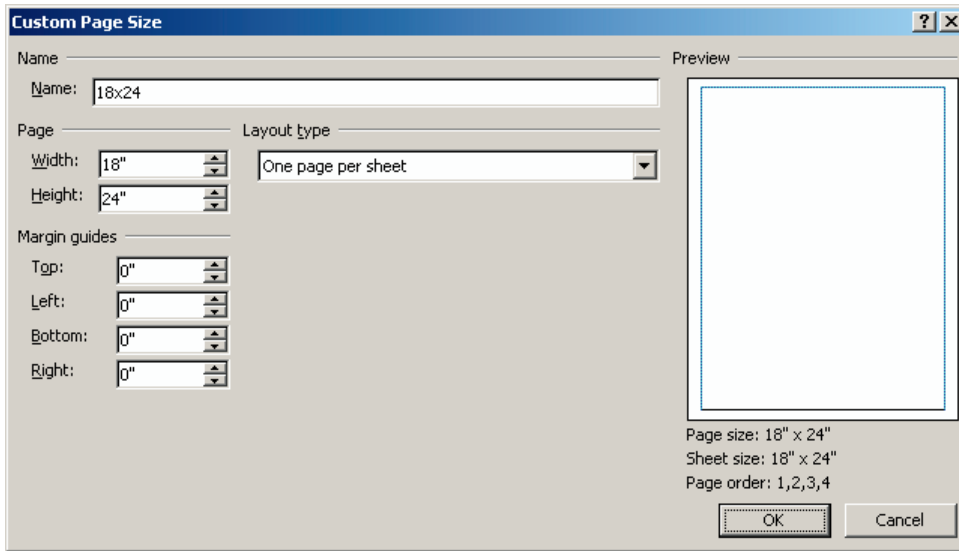 Custom Page Size
Name
Name: 18x24
Page
Width: 18"
Height: 24"
Layout type
One page per sheet
Margin guides
Top: 0"
Left: 0"
Bottom: 0"
Right: 0"
Preview
Page size: 18" x 24"
Sheet size: 18" x 24"
Page order: 1,2,3,4
OK Cancel